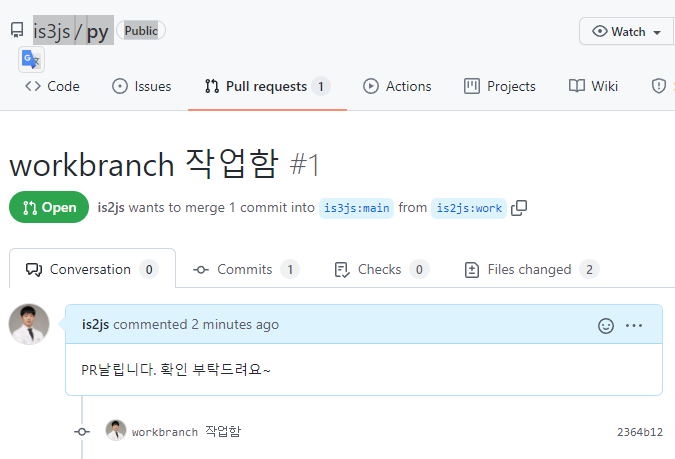 is3js / py Public
Watch
Code Issues Pull requests 1 Actions Projects Wiki
workbranch 작업함 #1
Open is2js wants to merge 1 commit into is3js:main from is2js:work
Conversation 0 Commits 1 Checks 0 Files changed 2
is2js commented 2 minutes ago
PR날립니다. 확인 부탁드려요~
workbranch 작업함 2364b12